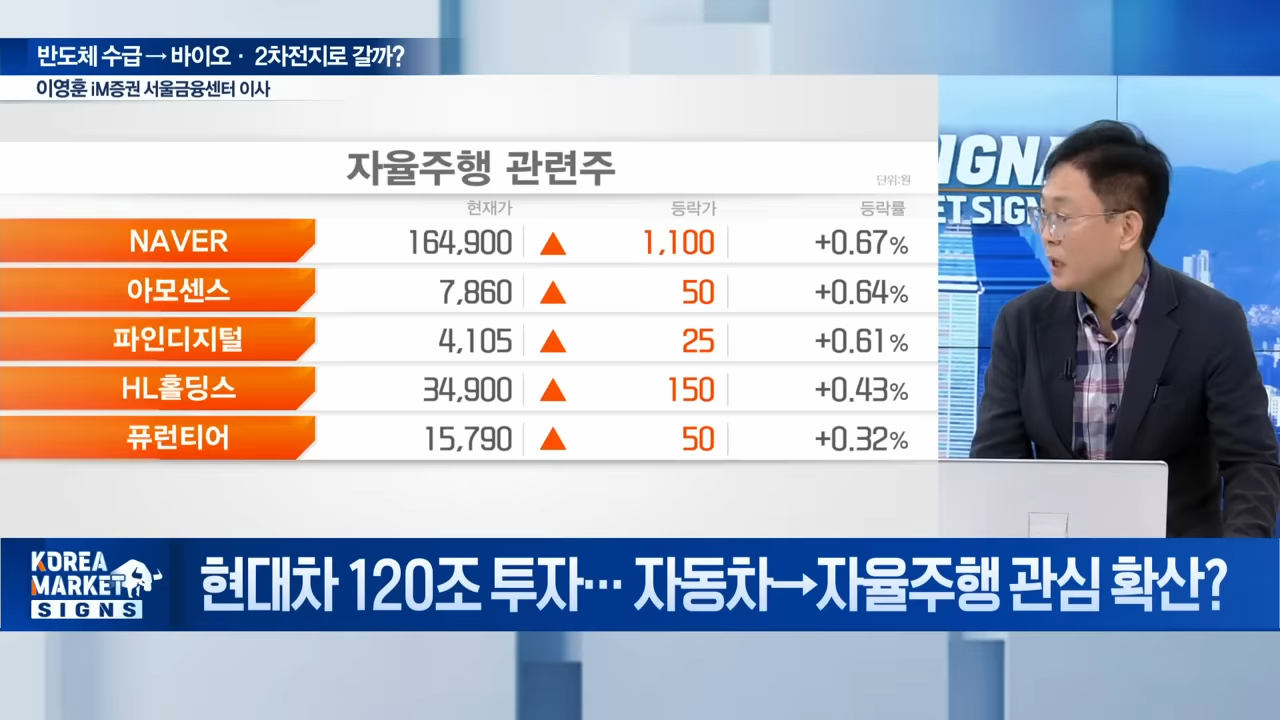 반도체 수급→바이오· 2차전지로 갈까?
이영훈 iM증권 서울금융센터 이사
자율주행 관련주
단위:원
현재가 등락가 등락률
NAVER 164,900 ▲ 1,100 +0.67%
아모센스 7,860 ▲ 50 +0.64%
파인디지털 4,105 ▲ 25 +0.61%
HL홀딩스 34,900 ▲ 150 +0.43%
퓨런티어 15,790 ▲ 50 +0.32%
KOREA
MARKET
SIGNS
현대차 120조 투자… 자동차→자율주행 관심 확산?